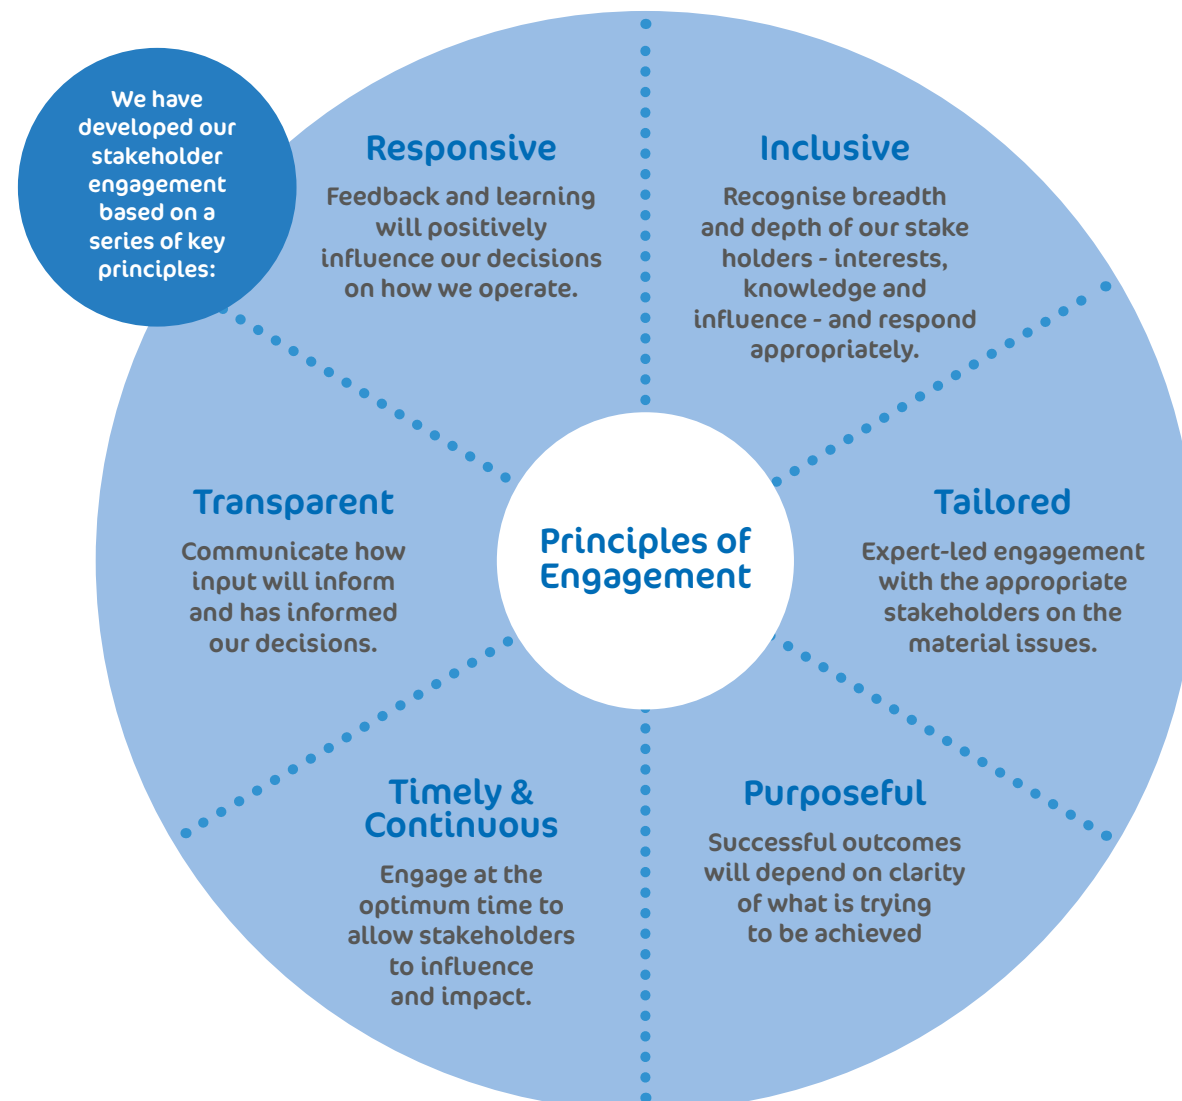 We have
developed our
stakeholder
engagement
based on a
series of key
principles:
Responsive
Feedback and learning
will positively
influence our decisions
on how we operate.
Inclusive
Recognise breadth
and depth of our stake
holders - interests,
knowledge and
influence - and respond
appropriately.
Transparent
Communicate how
input will inform
and has informed
our decisions.
Principles of
Engagement
Tailored
Expert-led engagement
with the appropriate
stakeholders on the
material issues.
Timely &
Continuous
Engage at the
optimum time to
allow stakeholders
to influence
and impact.
Purposeful
Successful outcomes
will depend on clarity
of what is trying
to be achieved